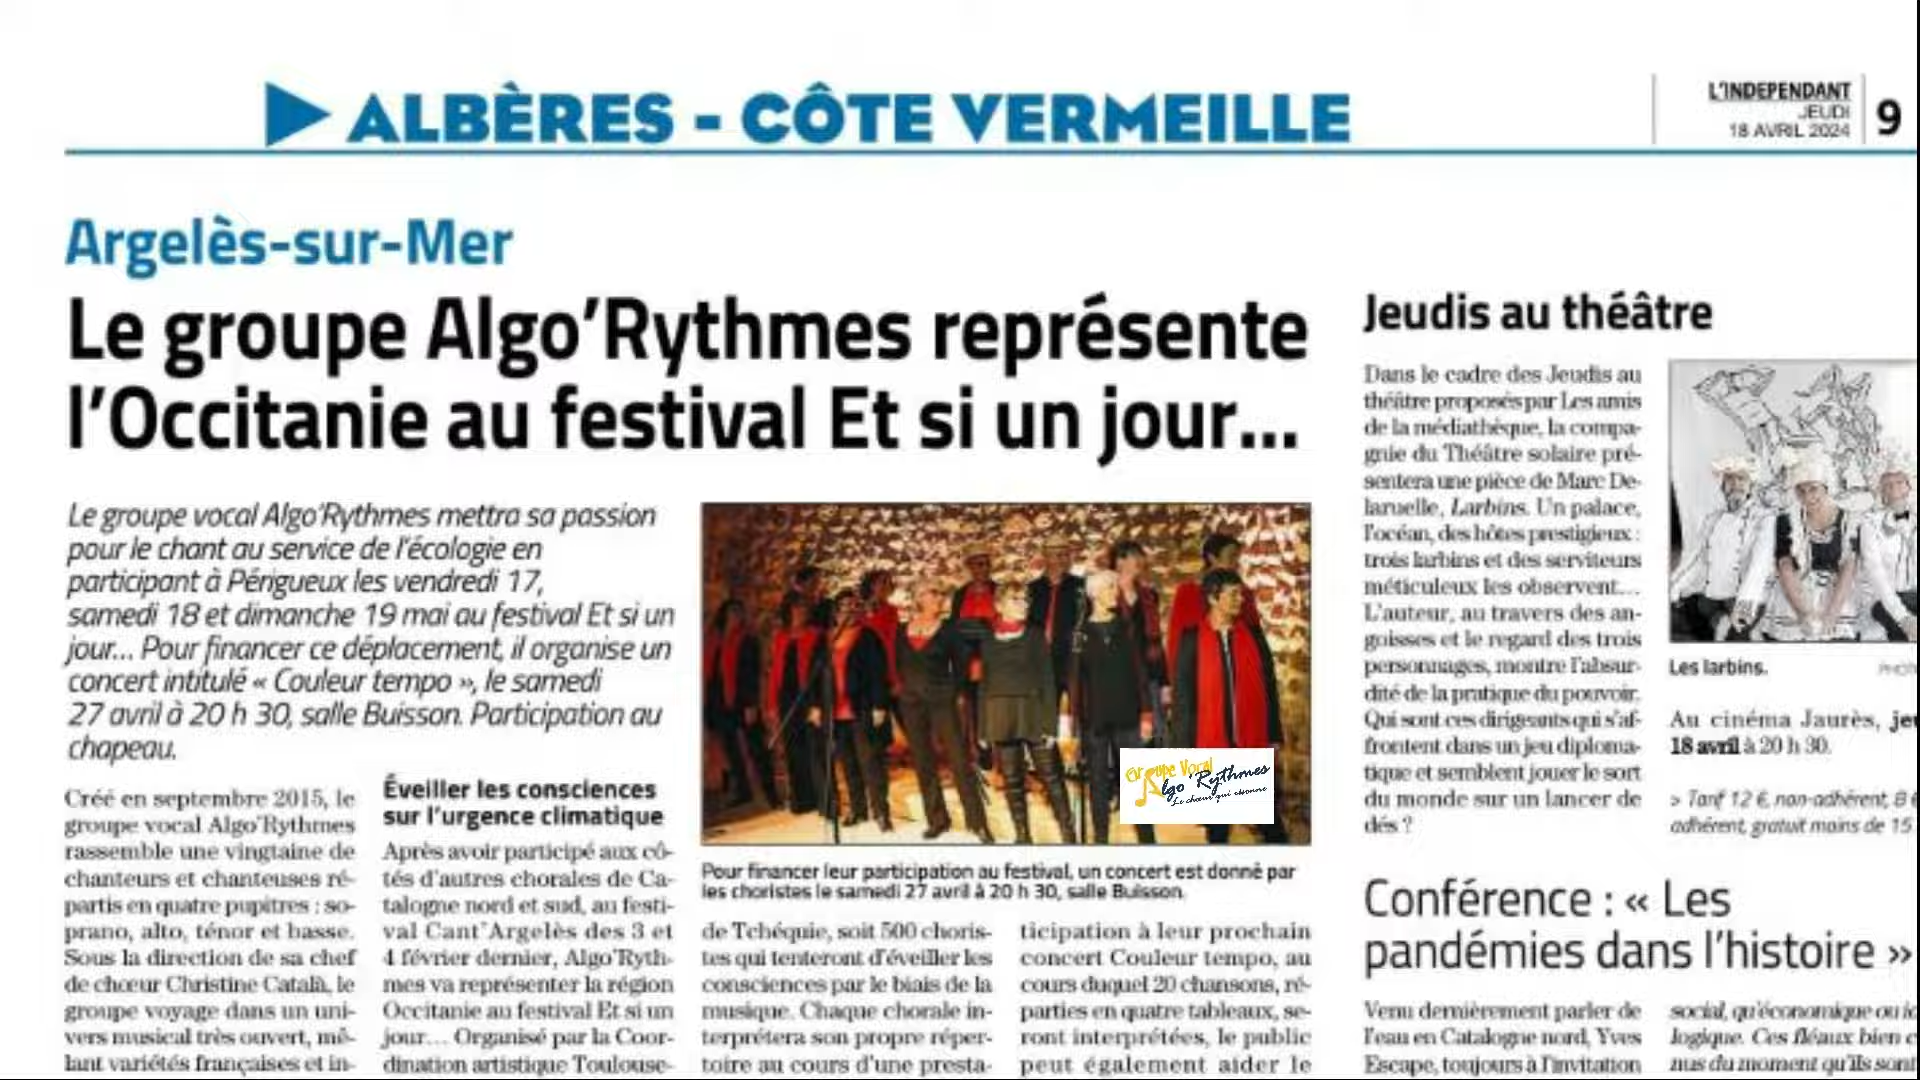 ALBÈRES - CÔTE VERMEILLE
L'INDEPENDANT
JEUDI
18 AVRIL 2024
9
Argelès-sur-Mer
Le groupe Algo'Rythmes représente
l'Occitanie au festival Et si un jour...
Le groupe vocal Algo'Rythmes mettra sa passion
pour le chant au service de l'écologie en
participant à Périgueux les vendredi 17,
samedi 18 et dimanche 19 mai au festival Et si un
jour... Pour financer ce déplacement, il organise un
concert intitulé « Couleur tempo », le samedi
27 avril à 20 h 30, salle Buisson. Participation au
chapeau.
Créé en septembre 2015, le
groupe vocal Algo'Rythmes
rassemble une vingtaine de
chanteurs et chanteuses ré-
partis en quatre pupitres : so-
prano, alto, ténor et basse.
Sous la direction de sa chef
de chœur Christine Català, le
groupe voyage dans un uni-
vers musical très ouvert, mê-
lant variétés françaises et in-
Éveiller les consciences
sur l'urgence climatique
Après avoir participé aux cô-
tés d'autres chorales de Ca-
talogne nord et sud, au festi-
val Cant'Argelès des 3 et
4 février dernier, Algo'Ryth-
mes va représenter la région
Occitanie au festival Et si un
jour... Organisé par la Coor-
dination artistique Toulouse-
Groupe Vocal
Algo'Rythmes
Le chœur qui résonne
Pour financer leur participation au festival, un concert est donné par
les choristes le samedi 27 avril à 20 h 30, salle Buisson.
de Tchéquie, soit 500 choris-
tes qui tenteront d'éveiller les
consciences par le biais de la
musique. Chaque chorale in-
terprétera son propre réper-
toire au cours d'une presta-
ticipation à leur prochain
concert Couleur tempo, au
cours duquel 20 chansons, ré-
parties en quatre tableaux, se-
ront interprétées, le public
peut également aider le
Jeudis au théâtre
Dans le cadre des Jeudis au
théâtre proposés par Les amis
de la médiathèque, la compa-
gnie du Théâtre solaire pré-
sentera une pièce de Marc De-
laruelle, Larbins. Un palace,
l'océan, des hôtes prestigieux :
trois larbins et des serviteurs
méticuleux les observent...
L'auteur, au travers des an-
goisses et le regard des trois
personnages, montre l'absur-
dité de la pratique du pouvoir.
Qui sont ces dirigeants qui s'af-
frontent dans un jeu diploma-
tique et semblent jouer le sort
du monde sur un lancer de
dés ?
Les larbins.
Au cinéma Jaurès, jeu
18 avril à 20 h 30.
> Tarif 12 €, non-adhérent, 8 €
adhérent, gratuit moins de 15
Conférence : « Les
pandémies dans l'histoire »
Venu dernièrement parler de
l'eau en Catalogne nord, Yves
Escape, toujours à l'invitation
social, qu'économique ou
logique. Ces fléaux bien
nus du moment qu'ils sont